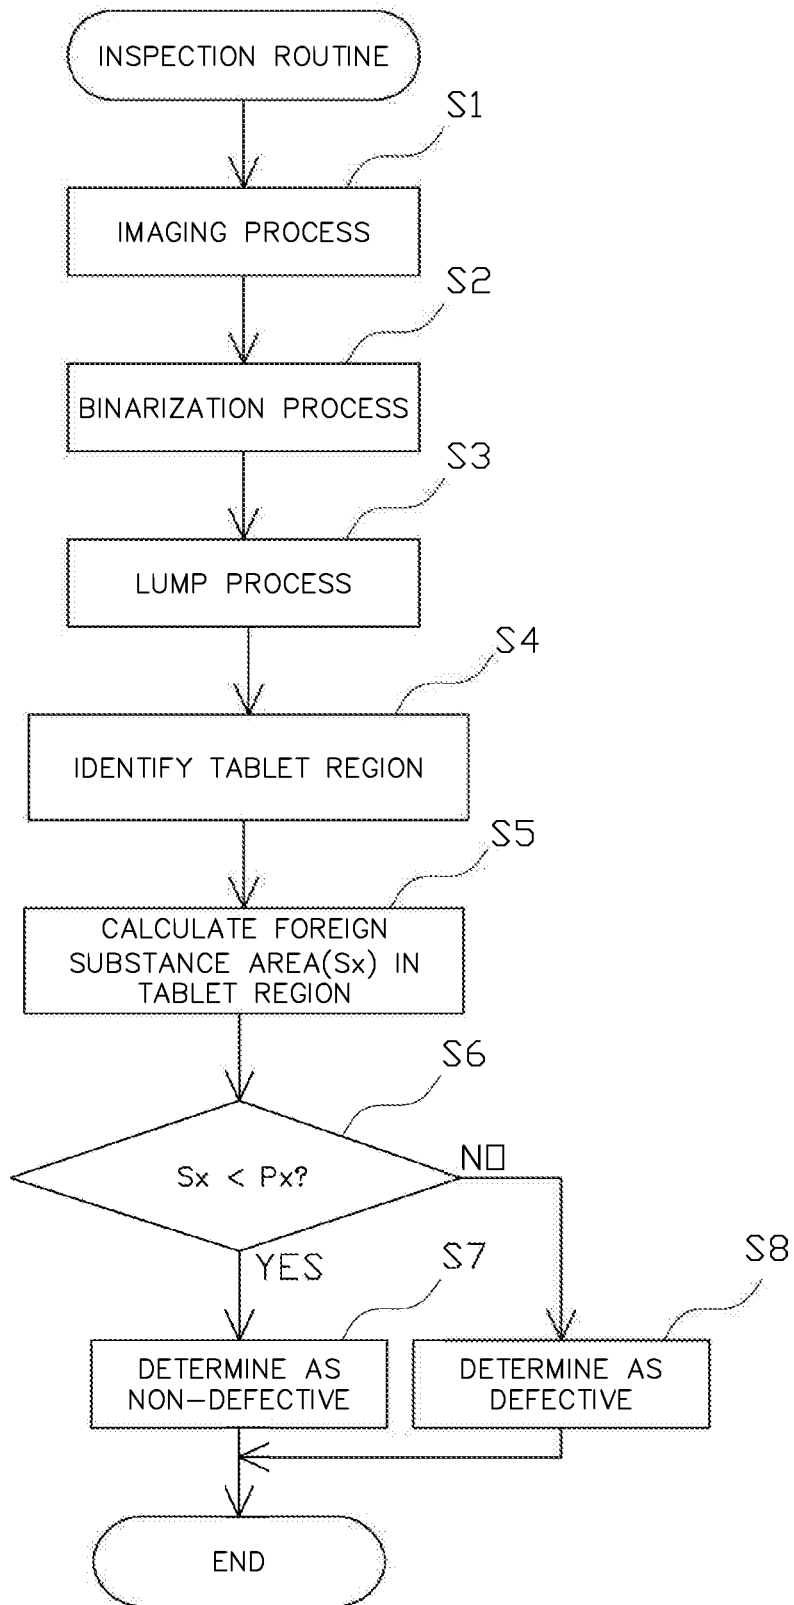 INSPECTION ROUTINE
S1
IMAGING PROCESS
S2
BINARIZATION PROCESS
S3
LUMP PROCESS
S4
IDENTIFY TABLET REGION
S5
CALCULATE FOREIGN
SUBSTANCE AREA(Sx) IN
TABLET REGION
S6
Sx < Px?
NO
YES
S7
S8
DETERMINE AS
NON-DEFECTIVE
DETERMINE AS
DEFECTIVE
END